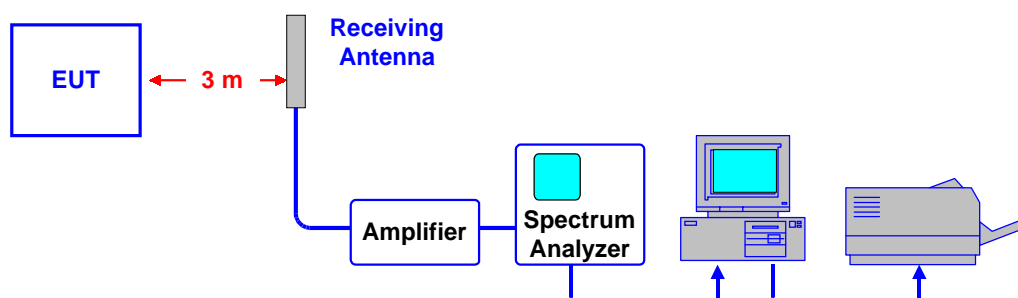 EUT
3 m
Receiving
Antenna
Amplifier
Spectrum
Analyzer